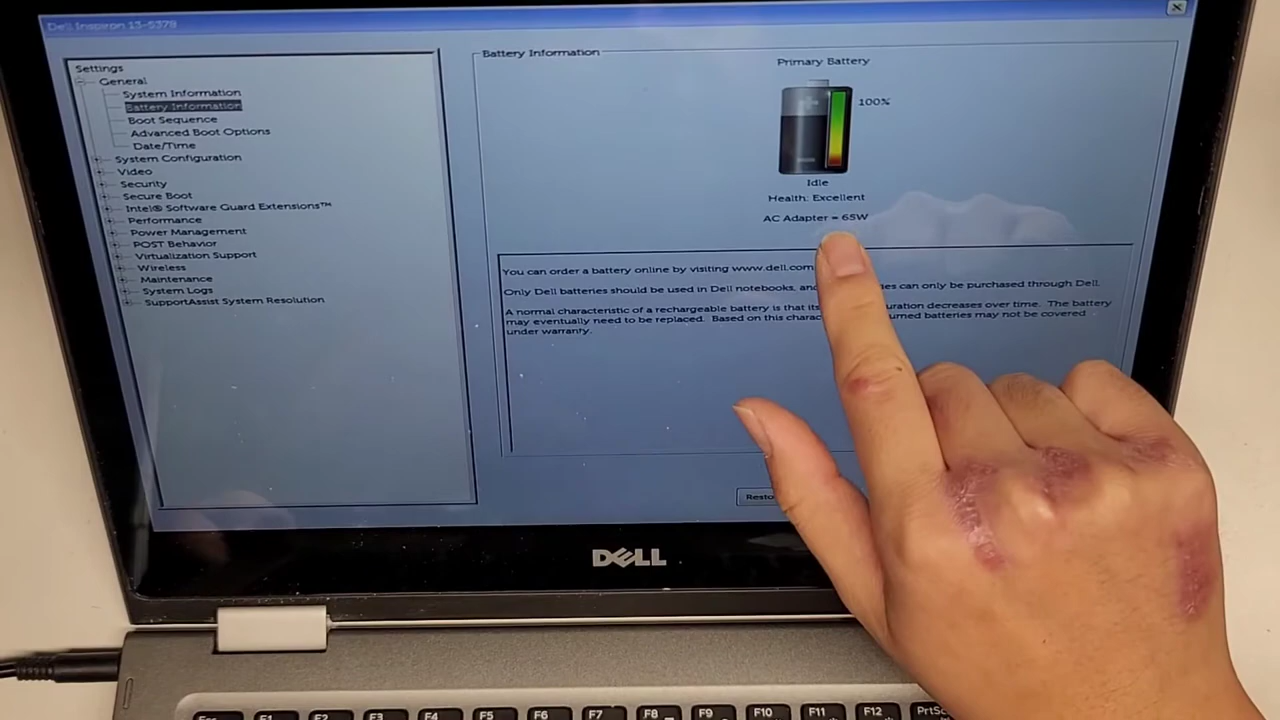 Dell Inspiron 13-5378
Settings
General
System Information
Battery Information
Boot Sequence
Advanced Boot Options
Date/Time
System Configuration
Video
Security
Secure Boot
Intel® Software Guard Extensions™
Performance
Power Management
POST Behavior
Virtualization Support
Wireless
Maintenance
System Logs
SupportAssist System Resolution
Battery Information
Primary Battery
100%
Idle
Health: Excellent
AC Adapter = 65W
You can order a battery online by visiting www.dell.com
Only Dell batteries should be used in Dell notebooks, and can only be purchased through Dell.
A normal characteristic of a rechargeable battery is that its decreases over time. The battery
may eventually need to be replaced. Based on this batteries may not be covered
under warranty.
Resto
DELL
Esc F1 F2 F3 F4 F5 F6 F7 F8 F9 F10 F11 F12 PrtSc